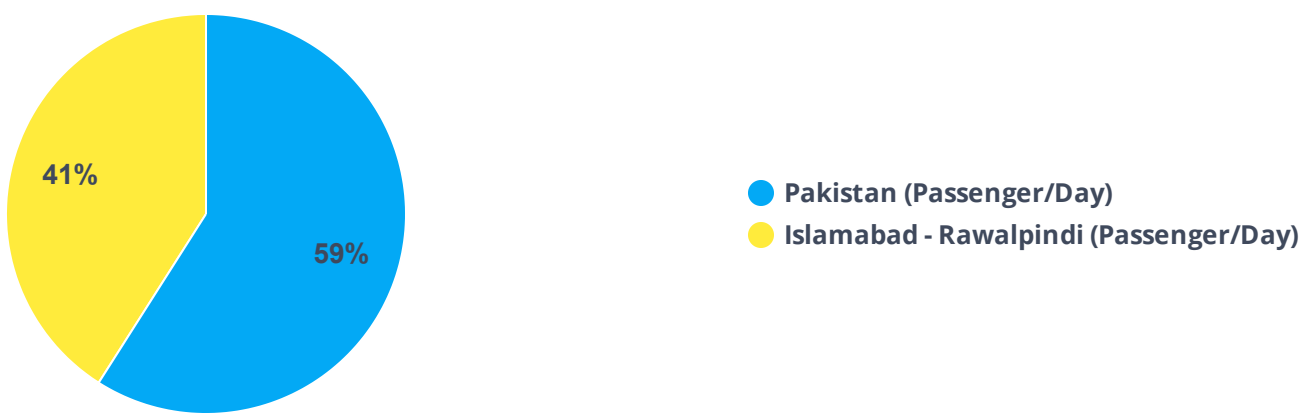 41%
59%
Pakistan (Passenger/Day)
Islamabad - Rawalpindi (Passenger/Day)